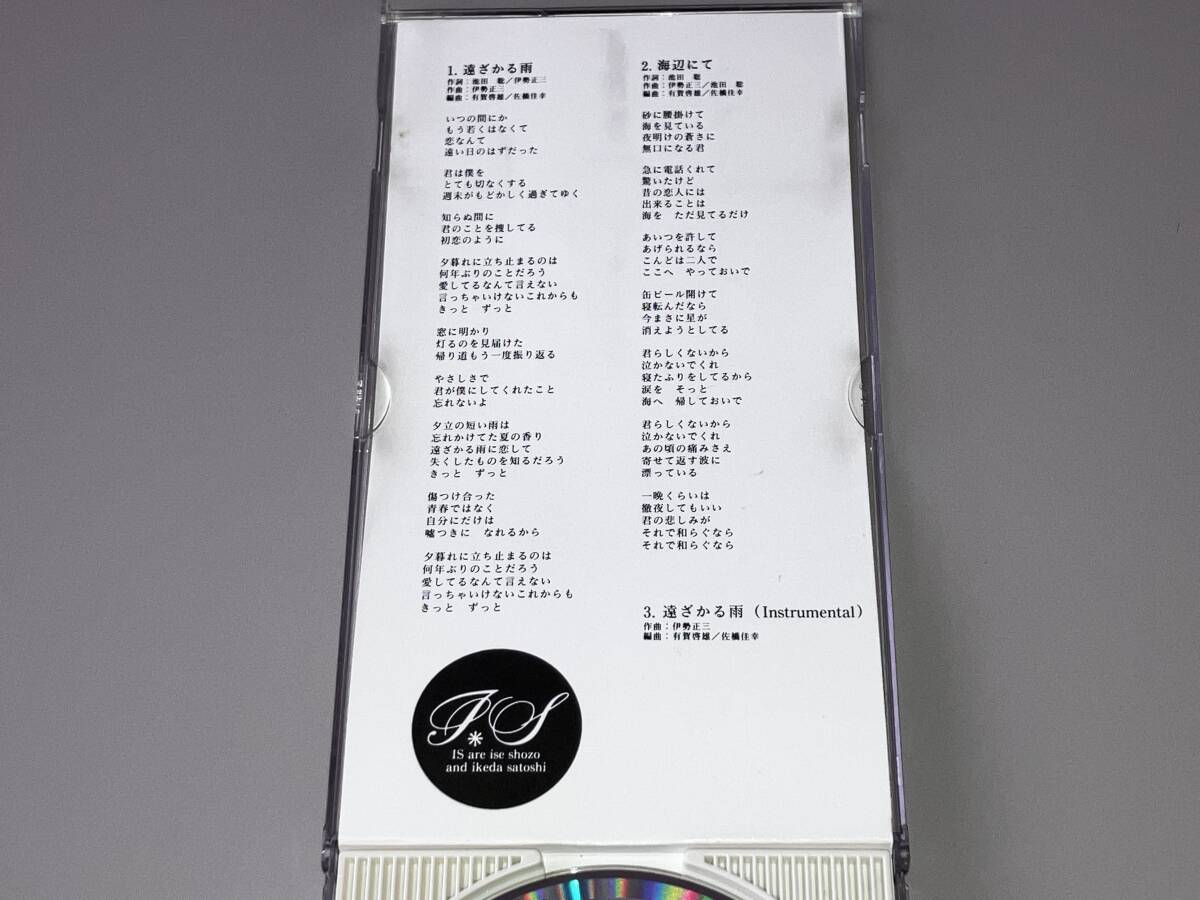 1. 遠ざかる雨
作詞：池田　聡／伊勢正三
作曲：伊勢正三
編曲：有賀啓雄／佐橋佳幸
いつの間にか
もう若くはなくて
恋なんて
遠い日のはずだった
君は僕を
とても切なくする
週末がもどかしく過ぎてゆく
知らぬ間に
君のことを捜してる
初恋のように
夕暮れに立ち止まるのは
何年ぶりのことだろう
愛してるなんて言えない
言っちゃいけないこれからも
きっと　ずっと
窓に明かり
灯るのを見届けた
帰り道もう一度振り返る
やさしさで
君が僕にしてくれたこと
忘れないよ
夕立の短い雨は
忘れかけてた夏の香り
遠ざかる雨に恋して
失くしたものを知るだろう
きっと　ずっと
傷つけ合った
青春ではなく
自分にだけは
嘘つきに　なれるから
夕暮れに立ち止まるのは
何年ぶりのことだろう
愛してるなんて言えない
言っちゃいけないこれからも
きっと　ずっと
2. 海辺にて
作詞：池田　聡
作曲：伊勢正三／池田　聡
編曲：有賀啓雄／佐橋佳幸
砂に腰掛けて
海を見ている
夜明けの蒼さに
無口になる君
急に電話くれて
驚いたけど
昔の恋人には
出来ることは
海を　ただ見てるだけ
あいつを許して
あげられるなら
こんどは二人で
ここへ　やっておいで
缶ビール開けて
寝転んだなら
今まさに星が
消えようとしてる
君らしくないから
泣かないでくれ
寝たふりをしてるから
涙を　そっと
海へ　帰しておいで
君らしくないから
泣かないでくれ
あの頃の痛みさえ
寄せて返す波に
漂っている
一晩くらいは
徹夜してもいい
君の悲しみが
それで和らぐなら
それで和らぐなら
3. 遠ざかる雨（Instrumental）
作曲：伊勢正三
編曲：有賀啓雄／佐橋佳幸
I*S
IS are ise shozo
and ikeda satoshi